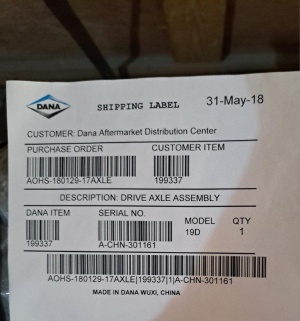 DANA
SHIPPING LABEL
31-May-18
CUSTOMER: Dana Aftermarket Distribution Center
PURCHASE ORDER CUSTOMER ITEM
AOHS-180129-17AXLE 199337
DESCRIPTION: DRIVE AXLE ASSEMBLY
DANA ITEM SERIAL NO. MODEL QTY
19D 1
199337 A-CHN-301161
AOHS-180129-17AXLE|199337|1|A-CHN-301161
MADE IN DANA WUXI, CHINA